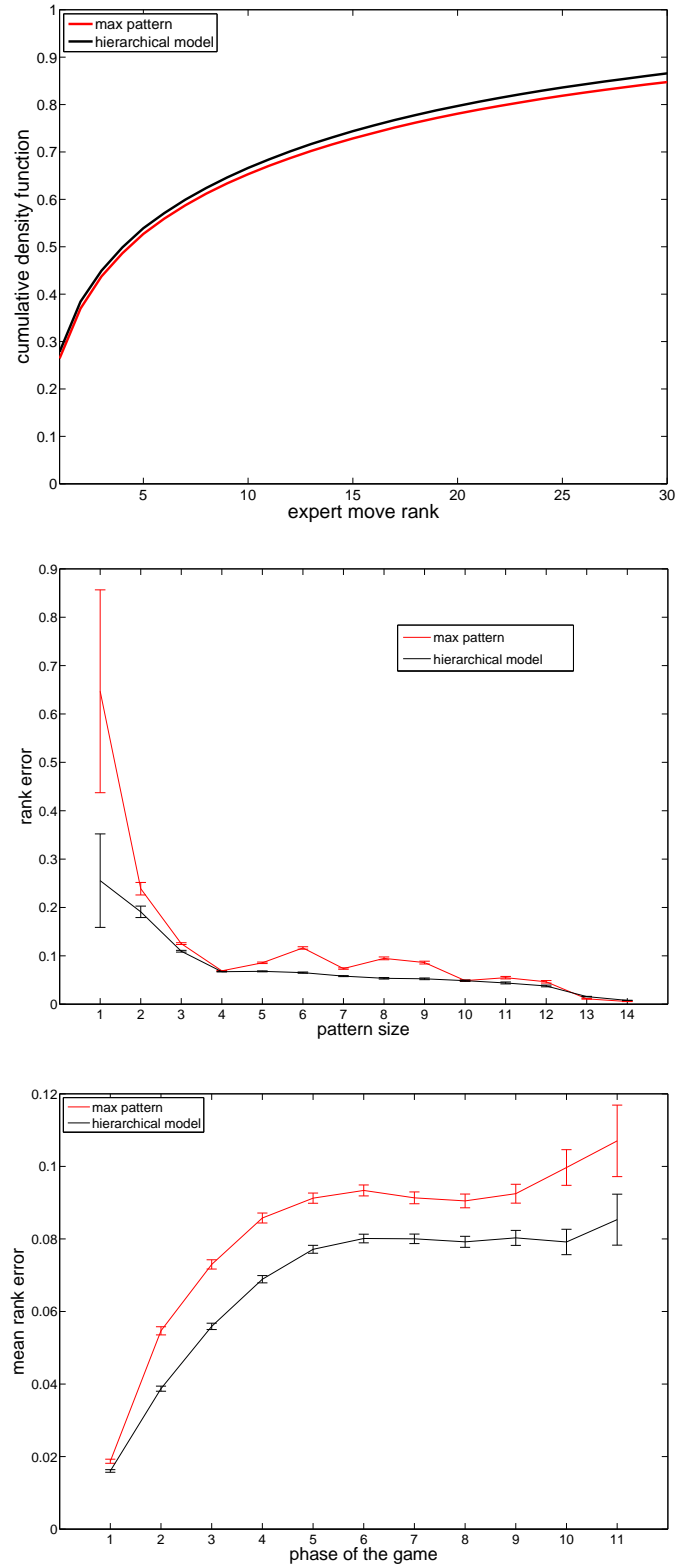 max pattern
hierarchical model
1
0.9
0.8
0.7
0.6
0.5
0.4
0.3
0.2
0.1
0
cumulative density function
5 10 15 20 25 30
expert move rank
0.9
0.8
0.7
0.6
0.5
0.4
0.3
0.2
0.1
0
rank error
max pattern
hierarchical model
1 2 3 4 5 6 7 8 9 10 11 12 13 14
pattern size
0.12
0.1
0.08
0.06
0.04
0.02
0
mean rank error
max pattern
hierarchical model
1 2 3 4 5 6 7 8 9 10 11
phase of the game